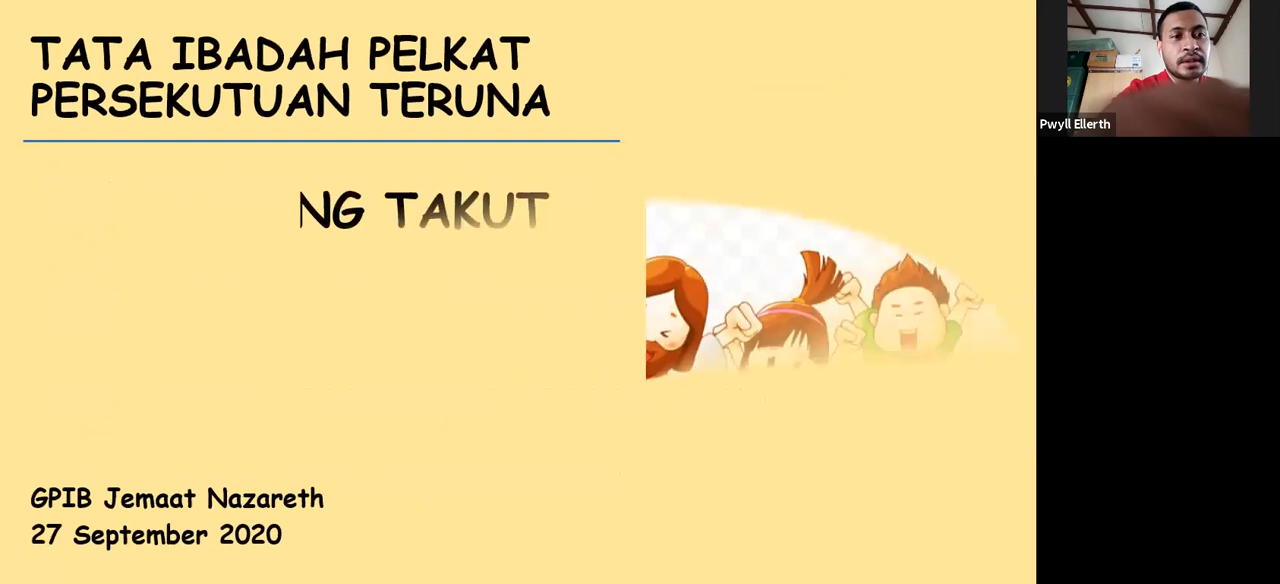 TATA IBADAH PELKAT
PERSEKUTUAN TERUNA
NG TAKUT
GPIB Jemaat Nazareth
27 September 2020
Pwyll Ellerth